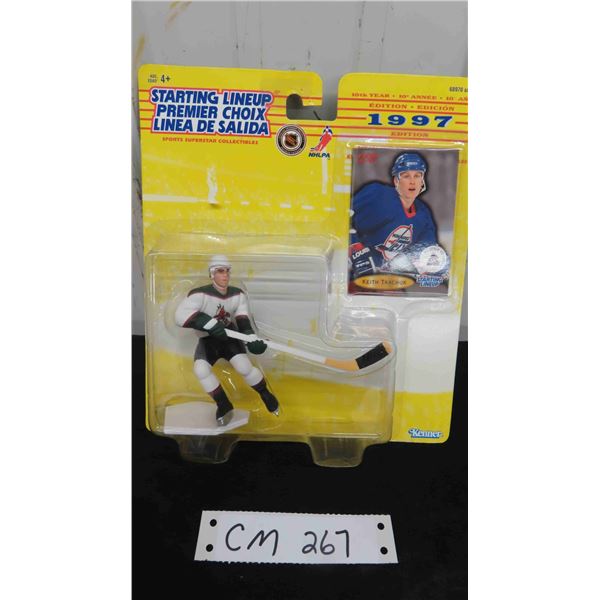 4+
STARTING LINEUP
PREMIER CHOIX
LINEA DE SALIDA
SPORTS SUPERSTAR COLLECTIBLES
NHLPA
10th YEAR • 10e ANNÉE • 10°
ÉDITION • EDICIÓN
1997
EDITION
KEITH TKACHUK
STARTING
LINEUP
Kenner
CM 267